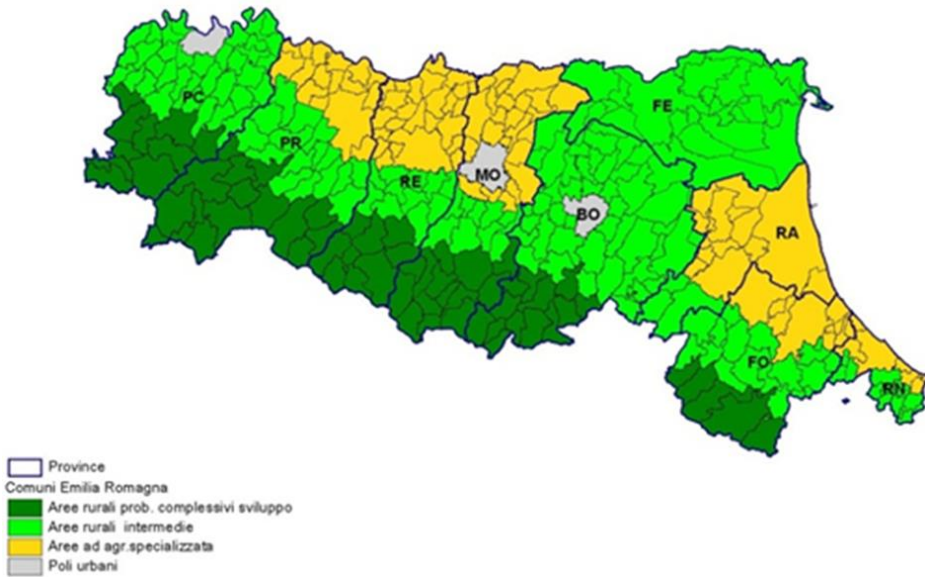 PC
FE
PR
RE
MO
BO
RA
FO
RN
Province
Comuni Emilia Romagna
Aree rurali prob. complessivi sviluppo
Aree rurali intermedie
Aree ad agr.specializzata
Poli urbani